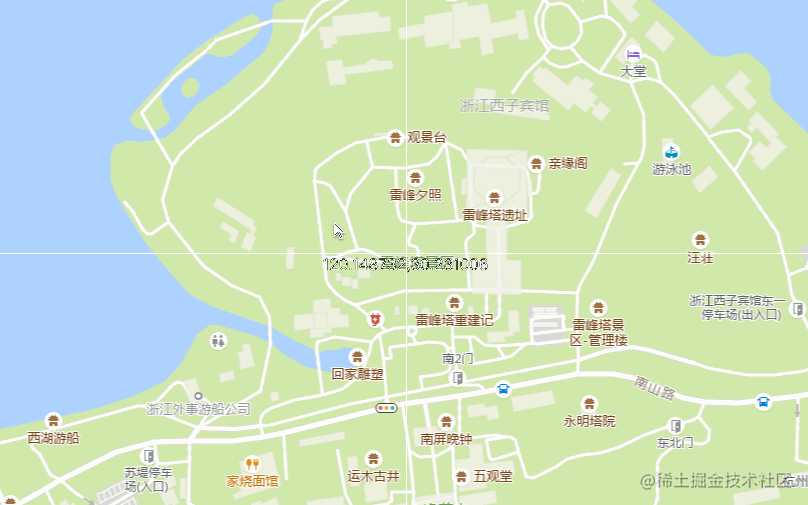 大堂
浙江西子宾馆
观景台
亲缘阁
游泳池
雷峰夕照
雷峰塔遗址
汪庄
浙江西子宾馆东一
停车场(出入口)
雷峰塔重建记
雷峰塔景
区-管理楼
南2门
回家雕塑
南山路
浙江外事游船公司
永明塔院
西湖游船
南屏晚钟
东北门
苏堤停车
场(入口)
家烧面馆
运木古井
五观堂
@稀土掘金技术社区
杭州